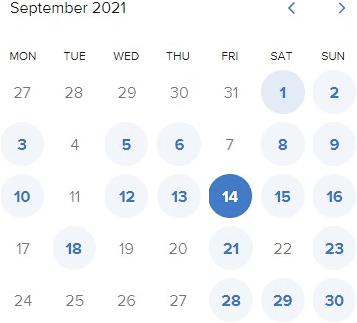 September 2021
MON TUE WED THU FRI SAT SUN
27 28 29 30 31 1 2
3 4 5 6 7 8 9
10 11 12 13 14 15 16
17 18 19 20 21 22 23
24 25 26 27 28 29 30